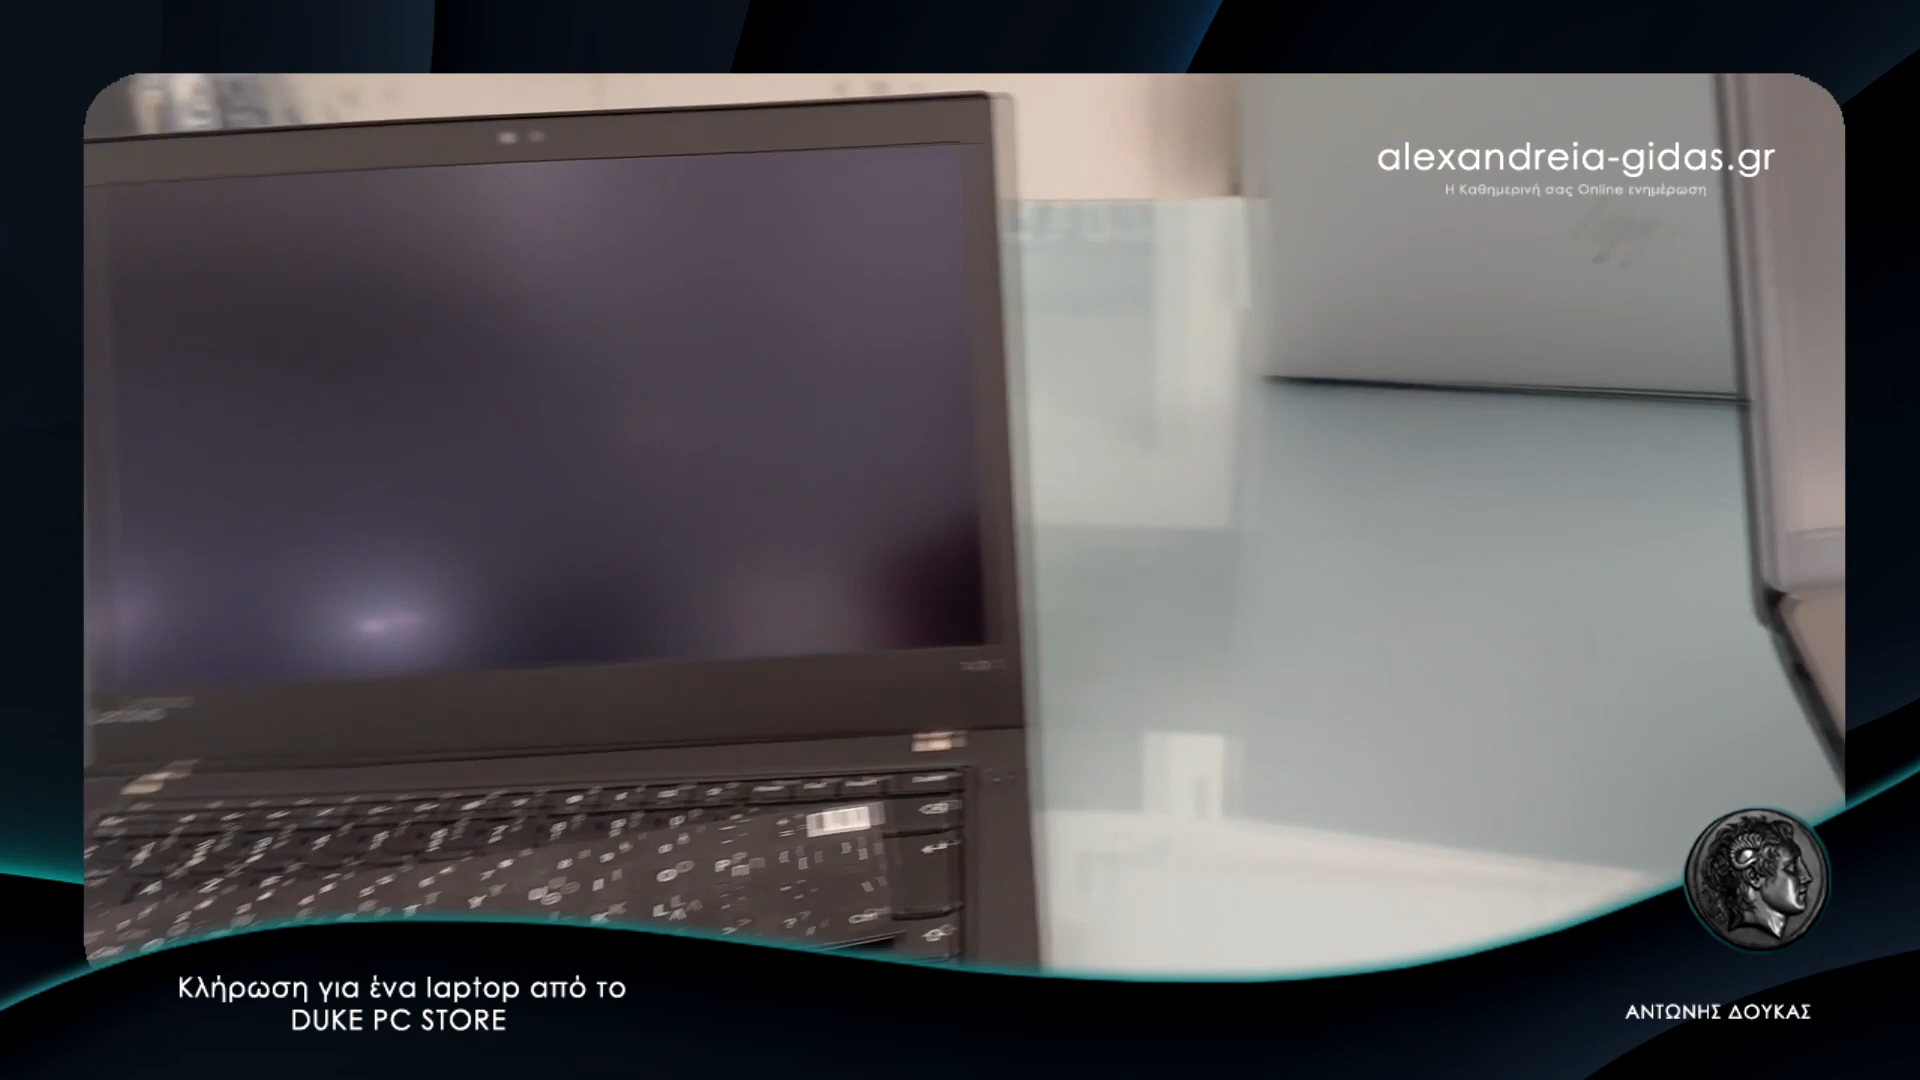 alexandreia-gidas.gr
Η Καθημερινή σας Online ενημέρωση
Κλήρωση για ένα laptop από το
DUKE PC STORE
ΑΝΤΩΝΗΣ ΔΟΥΚΑΣ